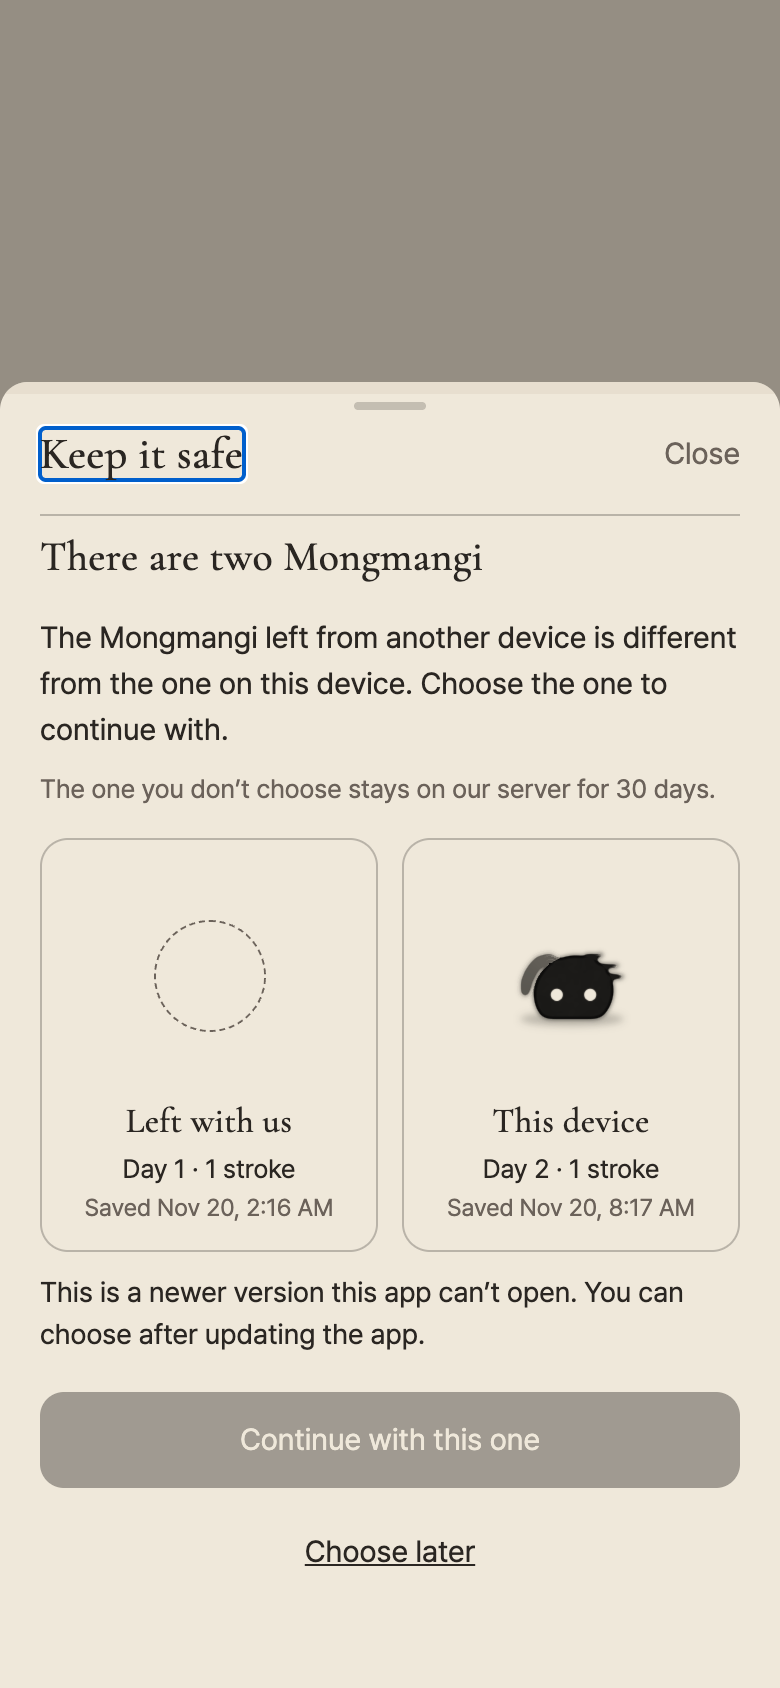 Keep it safe
Close
There are two Mongmangi
The Mongmangi left from another device is different
from the one on this device. Choose the one to
continue with.
The one you don’t choose stays on our server for 30 days.
Left with us
Day 1 · 1 stroke
Saved Nov 20, 2:16 AM
This device
Day 2 · 1 stroke
Saved Nov 20, 8:17 AM
This is a newer version this app can’t open. You can
choose after updating the app.
Continue with this one
Choose later